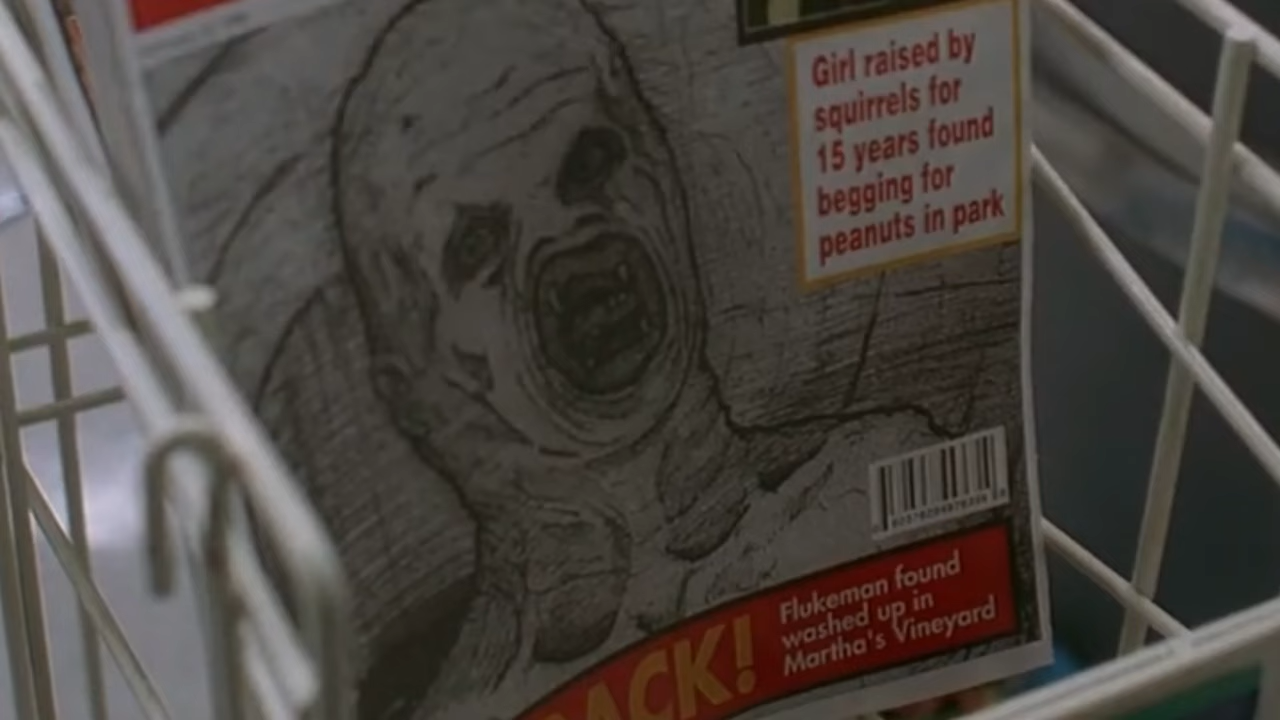 Girl raised by
squirrels for
15 years found
begging for
peanuts in park
ACK!
Flukeman found
washed up in
Martha's Vineyard